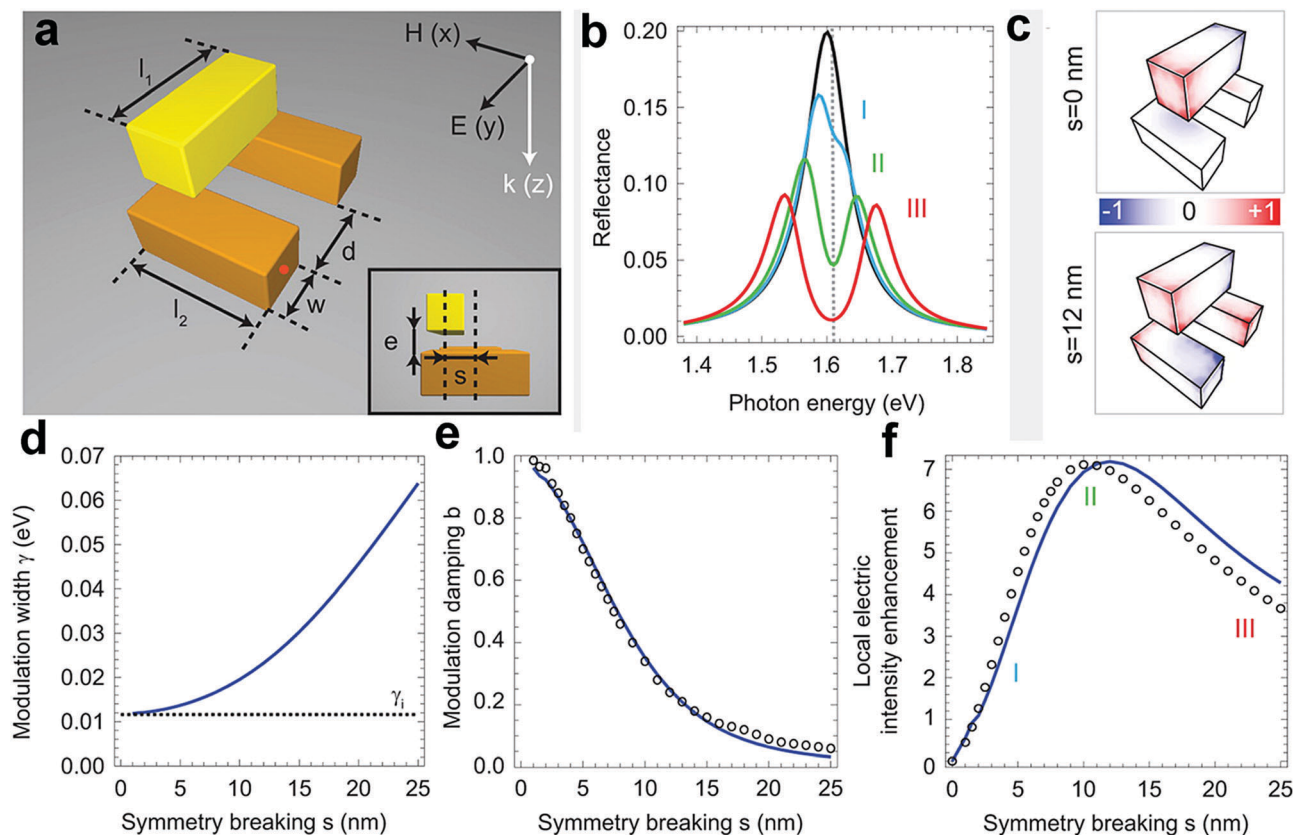 a
l1
H (x)
E (y)
k (z)
d
w
l2
e
s
b
Reflectance
0.20
0.15
0.10
0.05
0.00
I
II
III
1.4 1.5 1.6 1.7 1.8
Photon energy (eV)
c
s=0 nm
-1 0 +1
s=12 nm
d
Modulation width γ (eV)
0.07
0.06
0.05
0.04
0.03
0.02
0.01
0.00
γi
0 5 10 15 20 25
Symmetry breaking s (nm)
e
Modulation damping b
1.0
0.8
0.6
0.4
0.2
0.0
0 5 10 15 20 25
Symmetry breaking s (nm)
f
Local electric
intensity enhancement
7
6
5
4
3
2
1
0
I
II
III
0 5 10 15 20 25
Symmetry breaking s (nm)